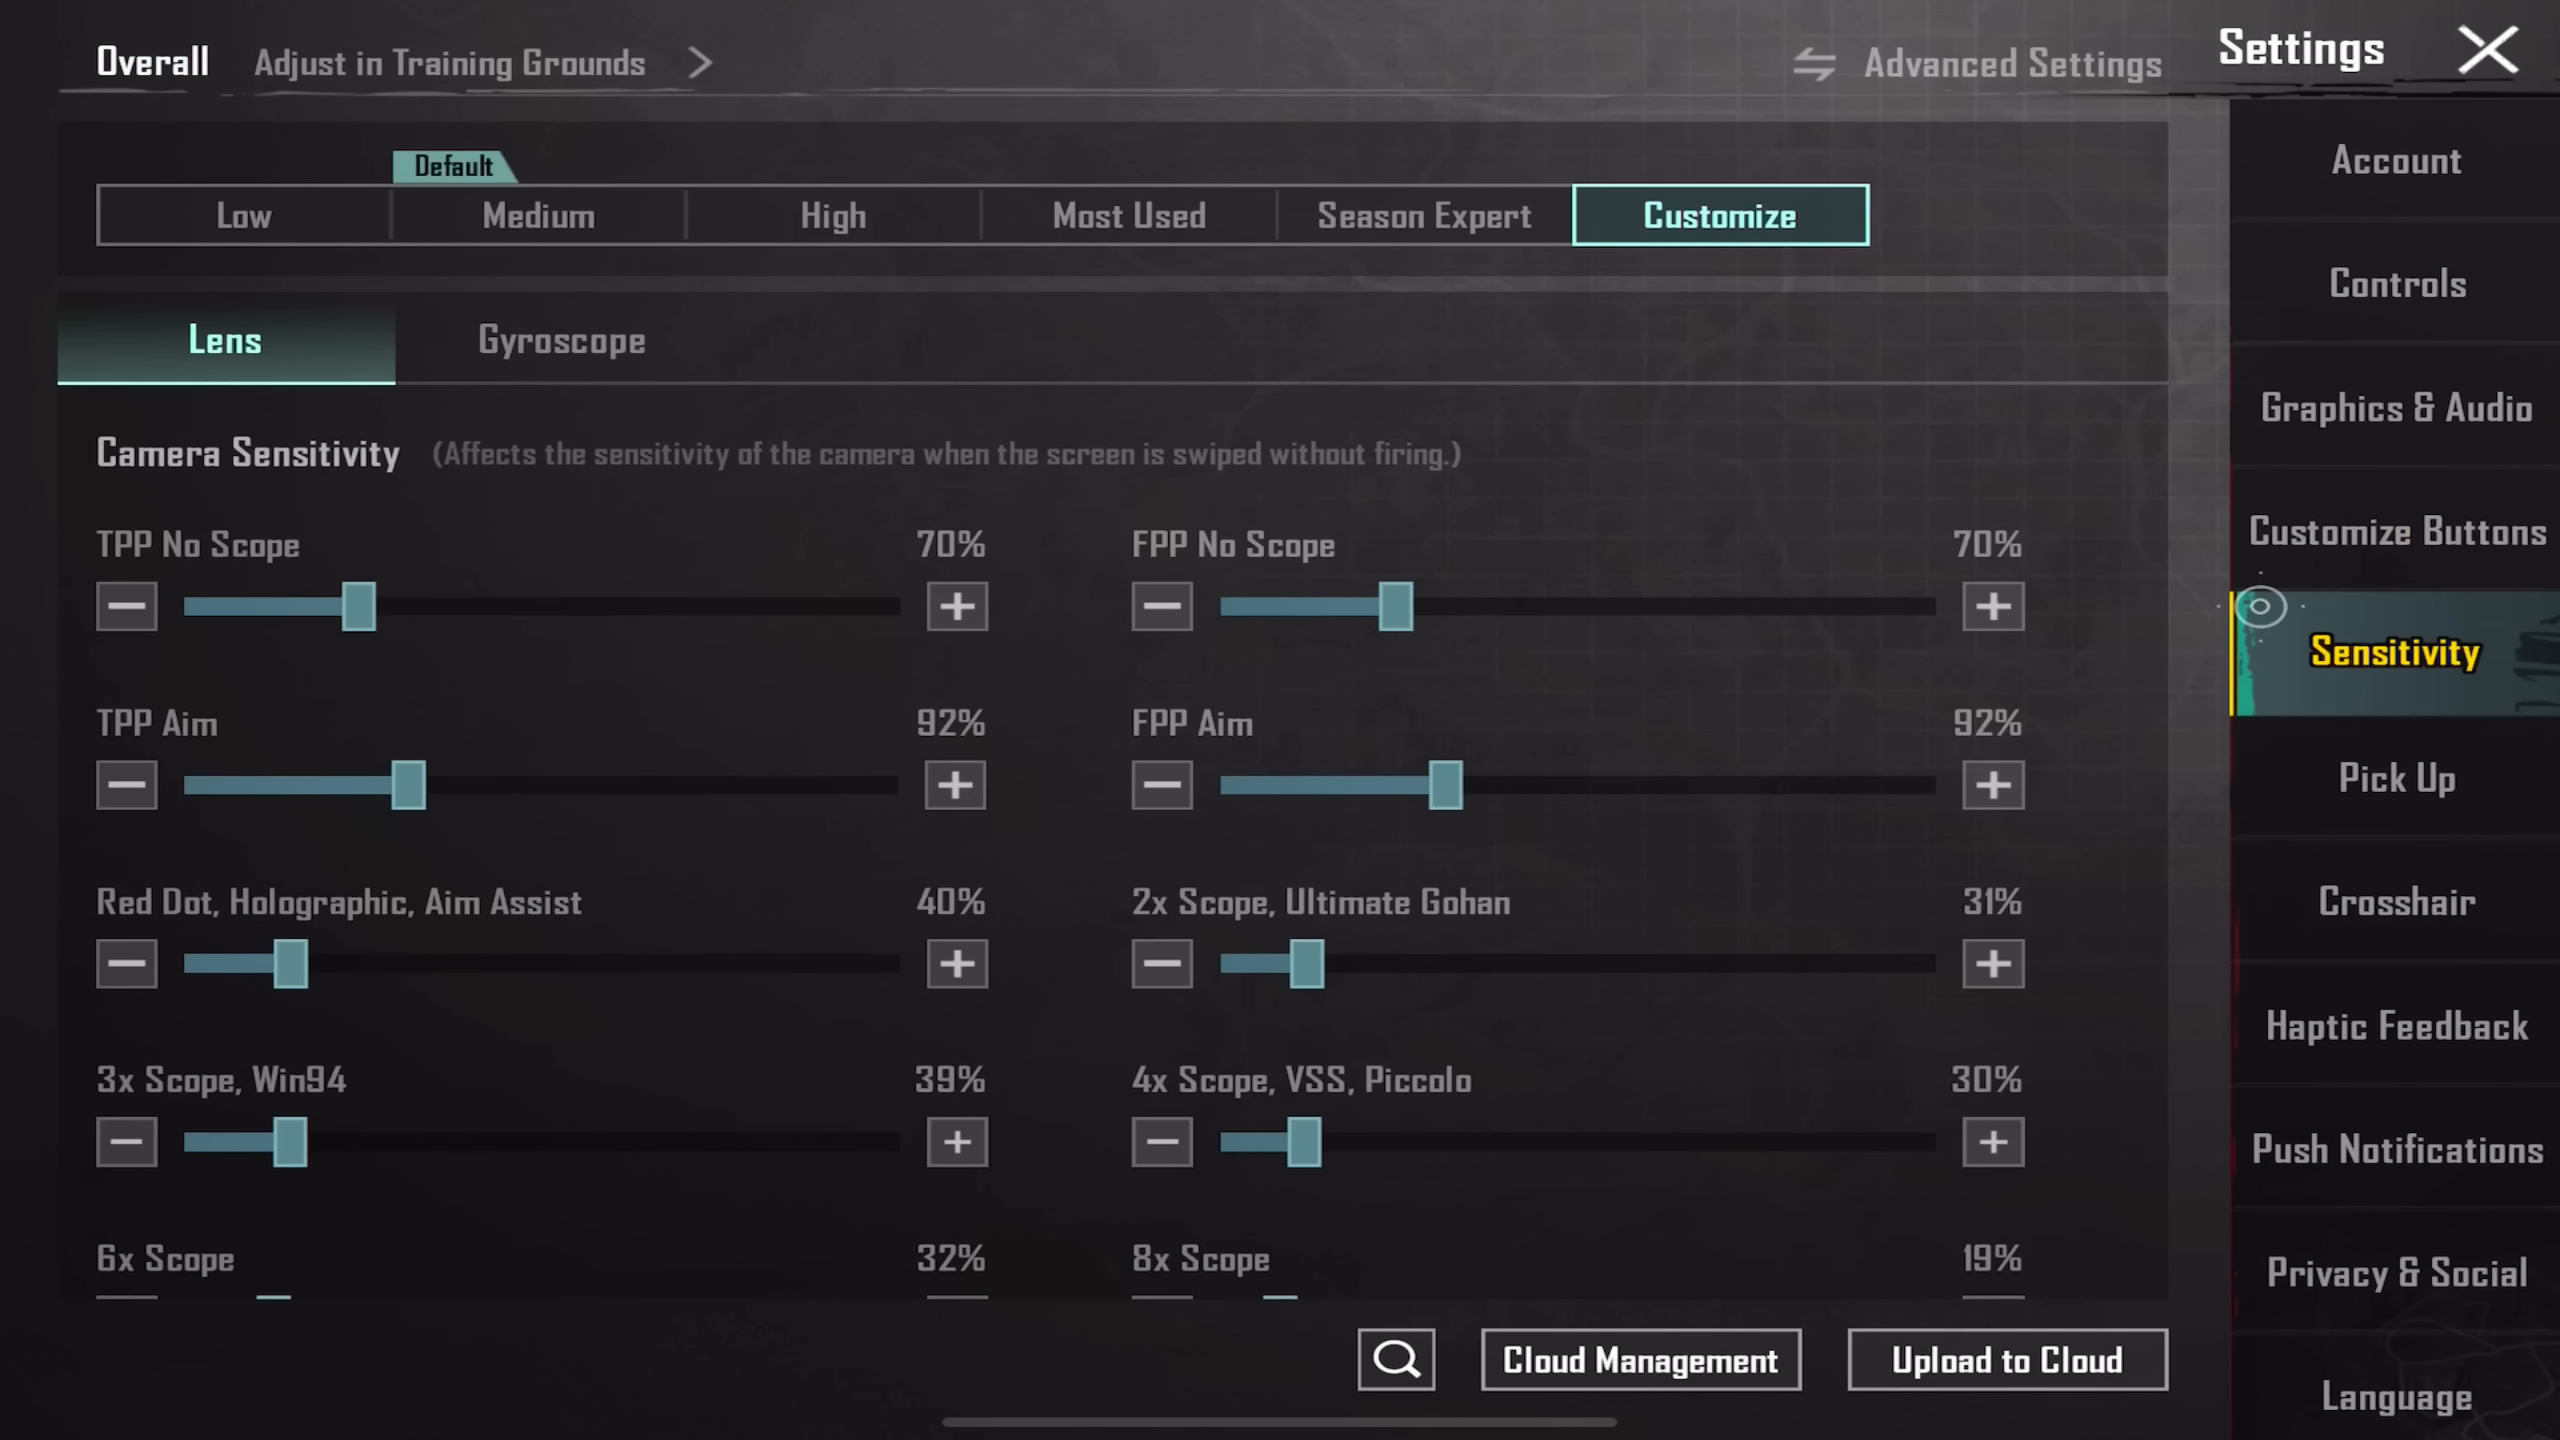 Overall
Adjust in Training Grounds
Advanced Settings
Settings
Default
Low
Medium
High
Most Used
Season Expert
Customize
Lens
Gyroscope
Camera Sensitivity (Affects the sensitivity of the camera when the screen is swiped without firing.)
TPP No Scope 70%
FPP No Scope 70%
TPP Aim 92%
FPP Aim 92%
Red Dot, Holographic, Aim Assist 40%
2x Scope, Ultimate Gohan 31%
3x Scope, Win94 39%
4x Scope, VSS, Piccolo 30%
6x Scope 32%
8x Scope 19%
Cloud Management
Upload to Cloud
Account
Controls
Graphics & Audio
Customize Buttons
Sensitivity
Pick Up
Crosshair
Haptic Feedback
Push Notifications
Privacy & Social
Language